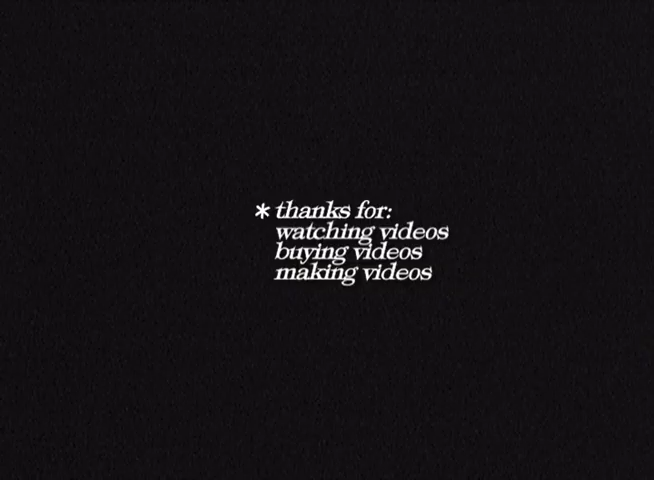 * thanks for:
watching videos
buying videos
making videos